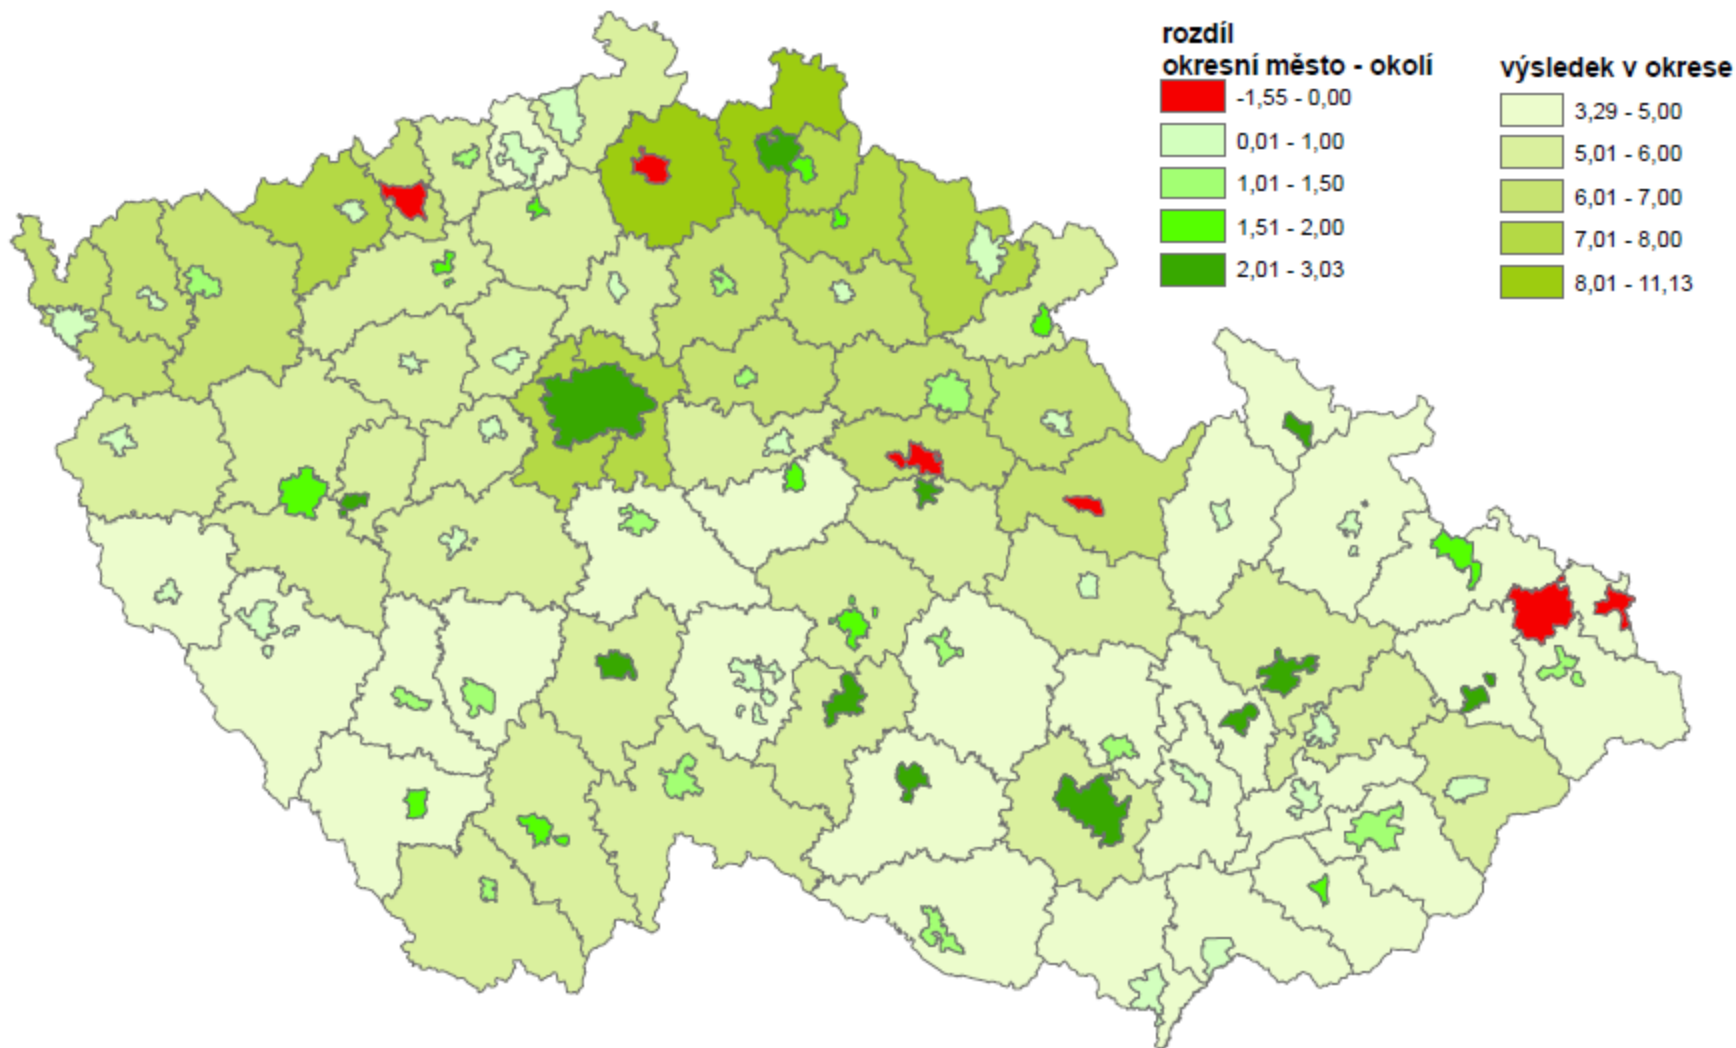 rozdíl
okresní město - okolí
-1,55 - 0,00
0,01 - 1,00
1,01 - 1,50
1,51 - 2,00
2,01 - 3,03
výsledek v okrese
3,29 - 5,00
5,01 - 6,00
6,01 - 7,00
7,01 - 8,00
8,01 - 11,13